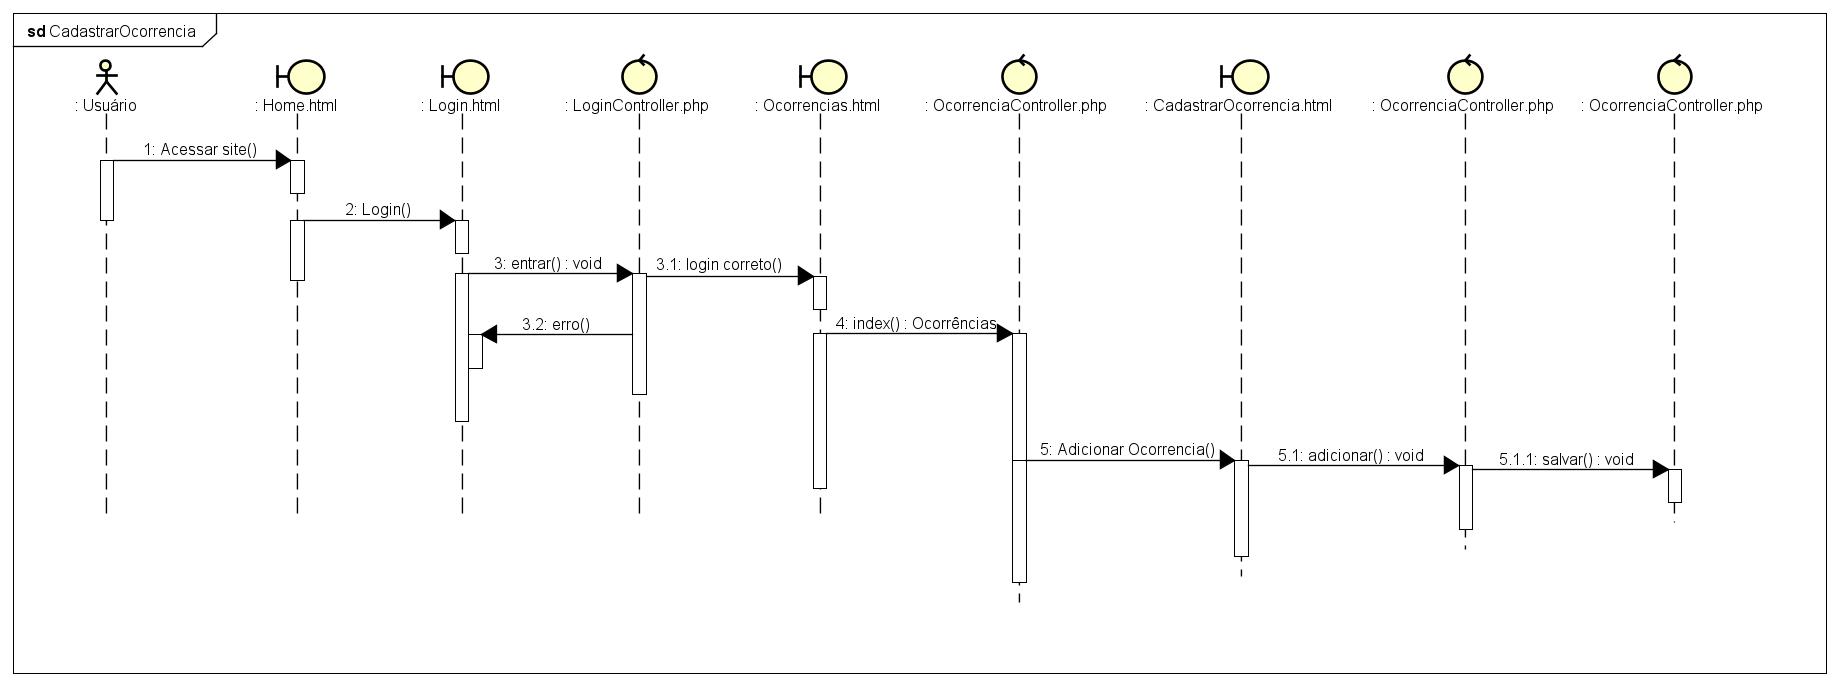 sd CadastrarOcorrencia
: Usuário
: Home.html
: Login.html
: LoginController.php
: Ocorrencias.html
: OcorrenciaController.php
: CadastrarOcorrencia.html
: OcorrenciaController.php
: OcorrenciaController.php
1: Acessar site()
2: Login()
3: entrar() : void
3.1: login correto()
3.2: erro()
4: index() : Ocorrências
5: Adicionar Ocorrencia()
5.1: adicionar() : void
5.1.1: salvar() : void